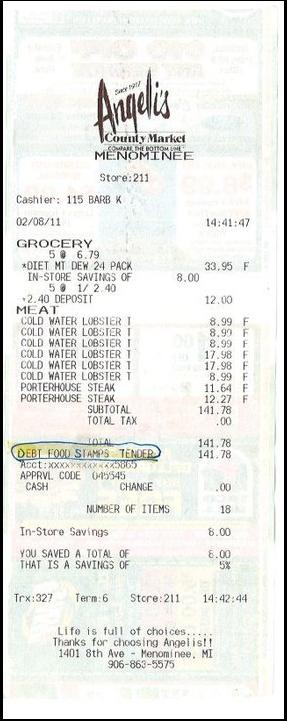 Since 1917
Angeli's
County Market
COMPARE THE BOTTOM LINE
MENOMINEE
Store:211
Cashier: 115 BARB K
02/08/11 14:41:47
GROCERY
5 @ 6.79
*DIET MT DEW 24 PACK 33.95 F
IN-STORE SAVINGS OF 8.00
5 @ 1/ 2.40
*2.40 DEPOSIT 12.00
MEAT
COLD WATER LOBSTER T 8.99 F
COLD WATER LOBSTER T 8.99 F
COLD WATER LOBSTER T 8.99 F
COLD WATER LOBSTER T 17.98 F
COLD WATER LOBSTER T 17.98 F
COLD WATER LOBSTER T 8.99 F
PORTERHOUSE STEAK 11.64 F
PORTERHOUSE STEAK 12.27 F
SUBTOTAL 141.78
TOTAL TAX .00
TOTAL 141.78
DEBT FOOD STAMPS TENDER 141.78
Acct:xxxxxxxxxxxx5865
APPRVL CODE 045545
CASH CHANGE .00
NUMBER OF ITEMS 18
In-Store Savings 8.00
YOU SAVED A TOTAL OF 8.00
THAT IS A SAVINGS OF 5%
Trx:327 Term:6 Store:211 14:42:44
Life is full of choices.....
Thanks for choosing Angelis!!
1401 8th Ave - Menominee, MI
906-863-5575